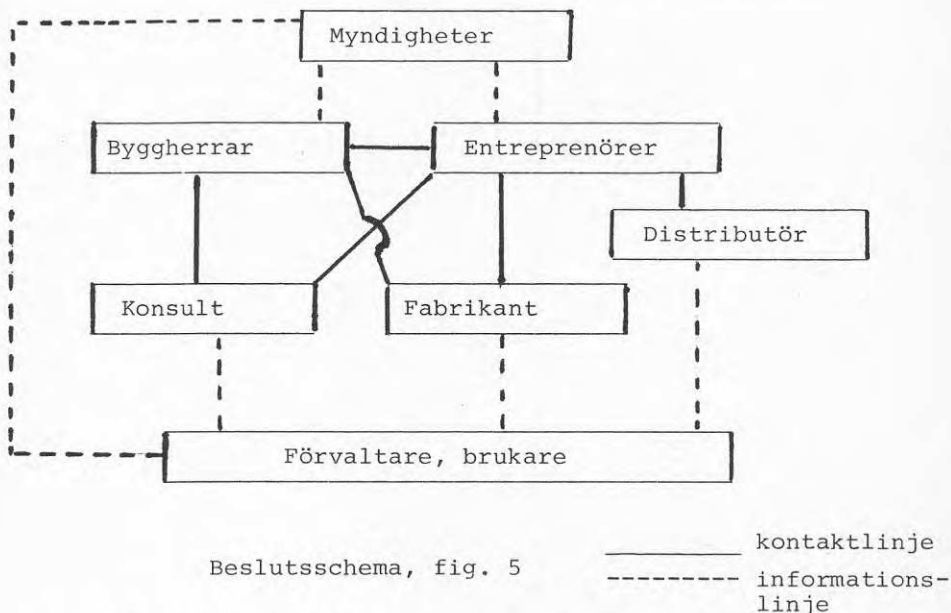 Myndigheter
Byggherrar
Entreprenörer
Distributör
Konsult
Fabrikant
Förvaltare, brukare
Beslutsschema, fig. 5
kontaktlinje
informations-
linje